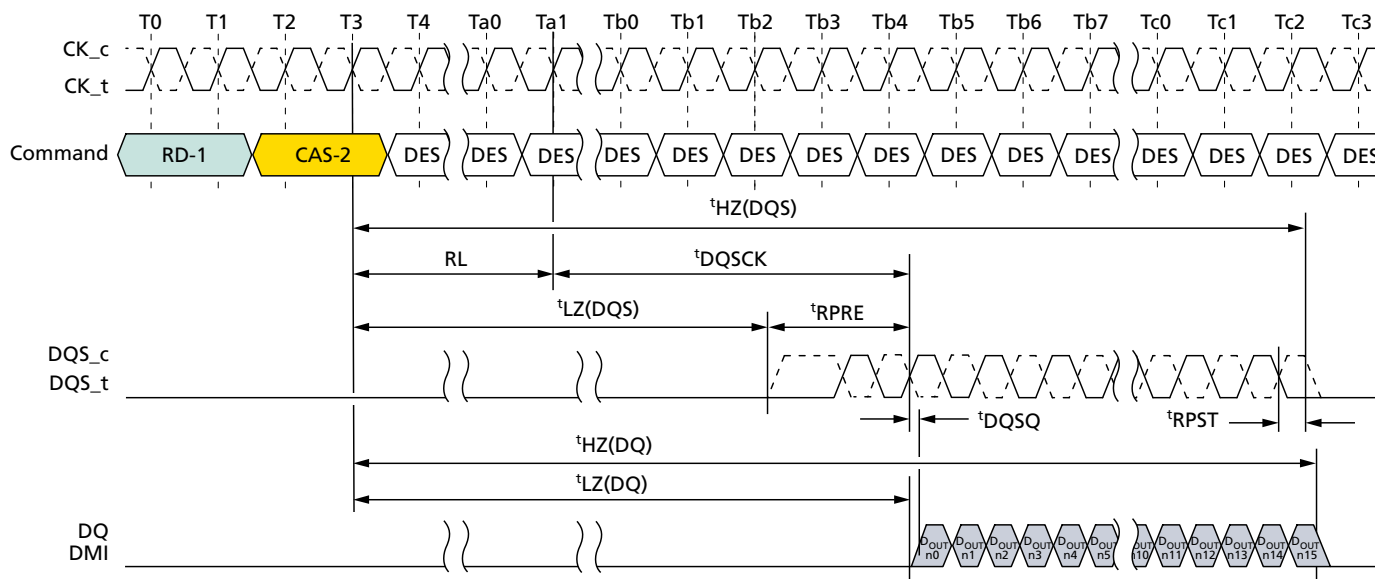 T0 T1 T2 T3 T4 Ta0 Ta1 Tb0 Tb1 Tb2 Tb3 Tb4 Tb5 Tb6 Tb7 Tc0 Tc1 Tc2 Tc3
CK_c
CK_t
Command RD-1 CAS-2 DES DES DES DES DES DES DES DES DES DES DES DES DES DES DES
tHZ(DQS)
RL tDQSCK
tLZ(DQS) tRPRE
DQS_c
DQS_t
tDQSQ tRPST
tHZ(DQ)
tLZ(DQ)
DQ
DMI
DOUT DOUT DOUT DOUT DOUT DOUT DOUT DOUT DOUT DOUT DOUT DOUT
n0 n1 n2 n3 n4 n5 n10 n11 n12 n13 n14 n15